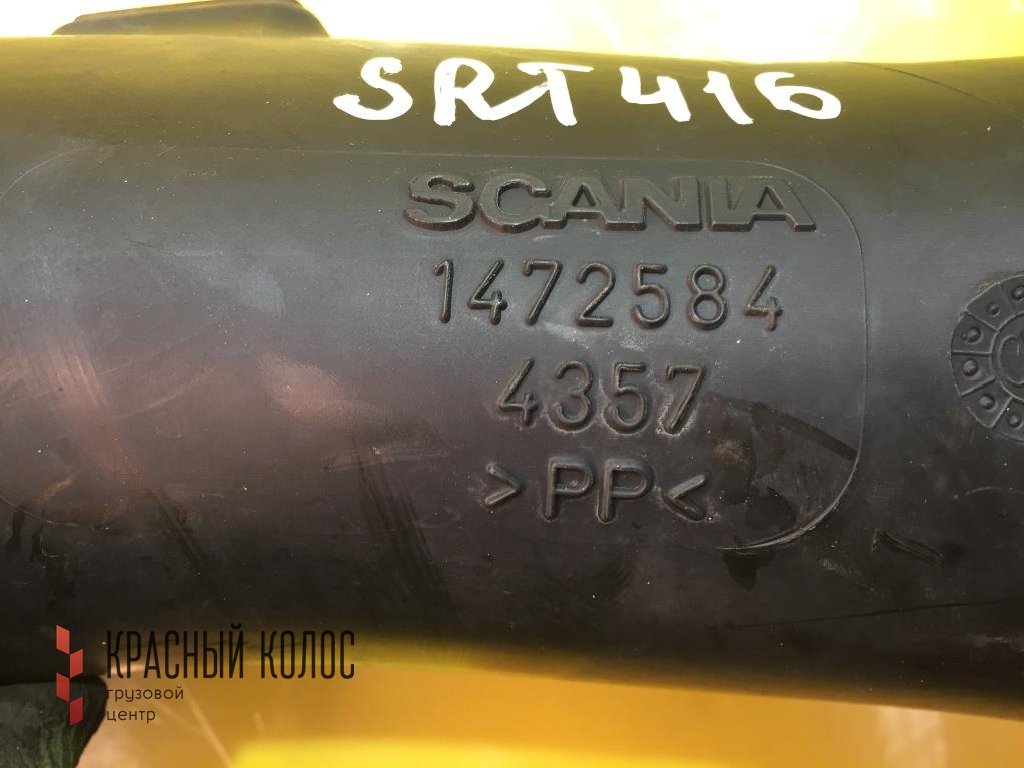 SRT 416
SCANIA
1472584
4357
>PP<
КРАСНЫЙ КОЛОС
грузовой
центр